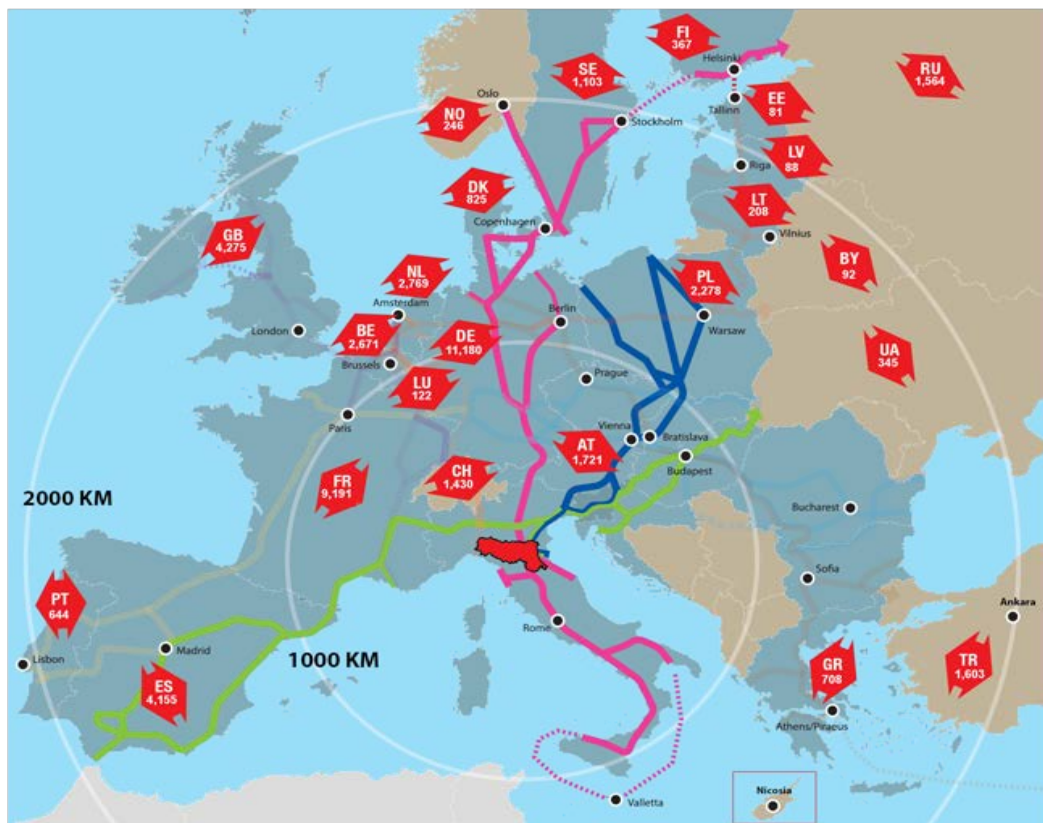 FI
367
Helsinki
SE
1,103
RU
1,564
Oslo
Tallinn
EE
81
NO
246
Stockholm
LV
88
Riga
DK
825
LT
208
Copenhagen
Vilnius
GB
4,275
BY
92
NL
2,769
PL
2,278
Amsterdam
Berlin
Warsaw
London
BE
2,671
DE
11,180
UA
345
Brussels
LU
122
Prague
Paris
Vienna
Bratislava
AT
1,721
Budapest
FR
9,191
CH
1,430
2000 KM
Bucharest
Sofia
PT
644
Ankara
Rome
Madrid
1000 KM
Lisbon
ES
4,155
GR
708
TR
1,603
Athens/Piraeus
Nicosia
Valletta